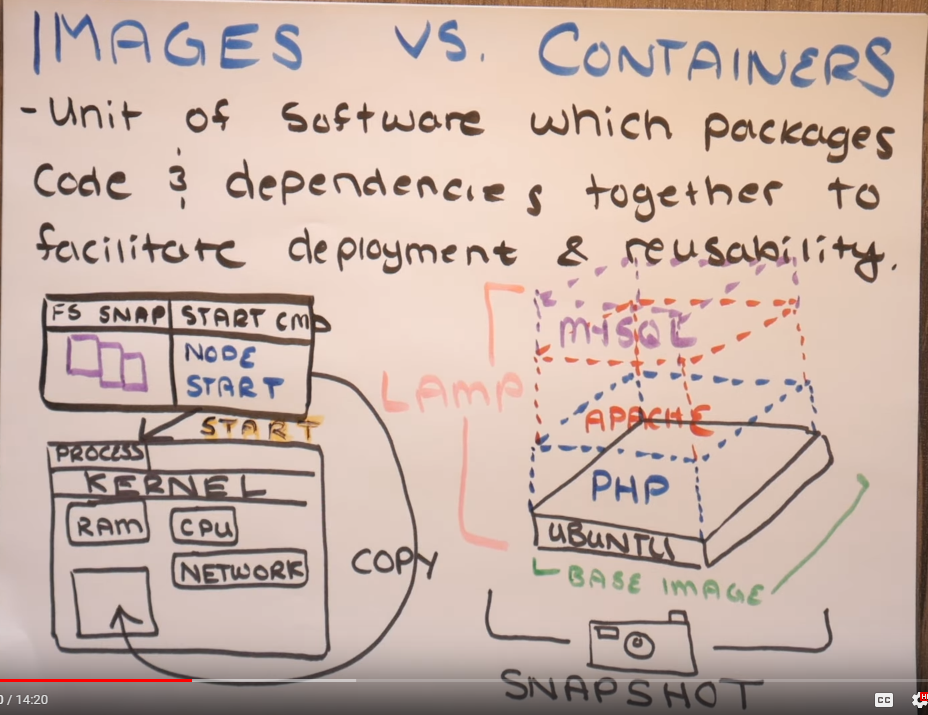 IMAGES VS. CONTAINERS
- Unit of software which packages
Code & dependencies together to
facilitate deployment & reusability.
FS SNAP START CMD
NODE
START
START
PROCESS
KERNEL
RAM CPU
NETWORK
COPY
LAMP
MYSQL
APACHE
PHP
UBUNTU
BASE IMAGE
SNAPSHOT
0 / 14:20
CC
HD